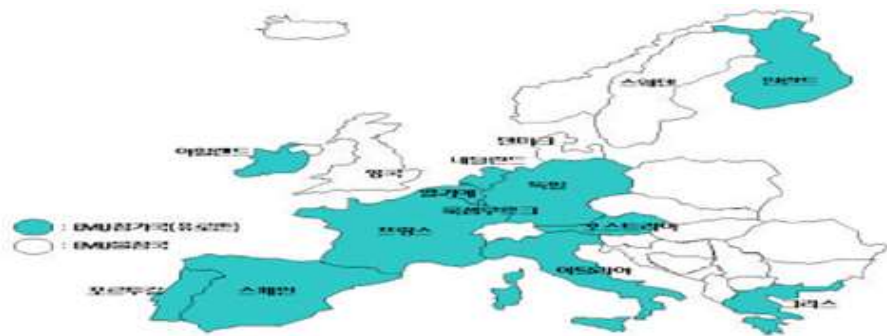 스웨덴
핀란드
아일랜드
덴마크
영국
네덜란드
벨기에
독일
룩셈부르크
: EMU참가국(유로존)
: EMU불참국
프랑스
오스트리아
이탈리아
포르투갈
스페인
그리스